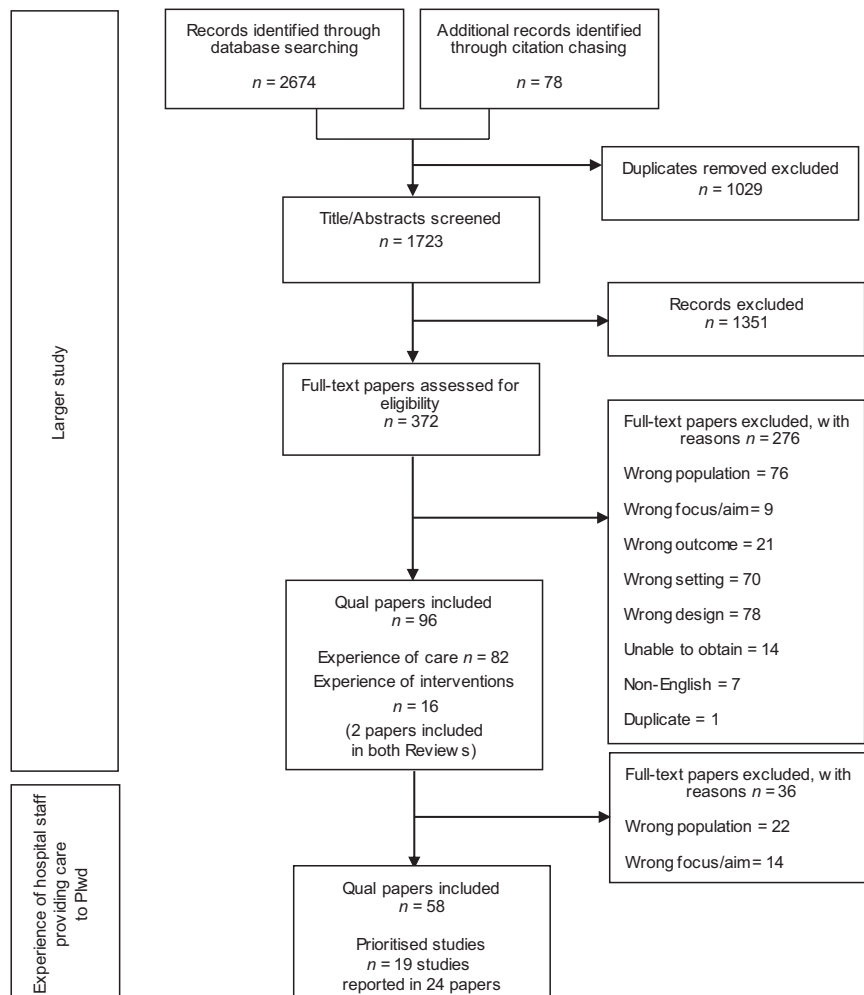 Records identified through
database searching
n = 2674
Additional records identified
through citation chasing
n = 78
Duplicates removed excluded
n = 1029
Title/Abstracts screened
n = 1723
Records excluded
n = 1351
Larger study
Full-text papers assessed for
eligibility
n = 372
Full-text papers excluded, with
reasons n = 276
Wrong population = 76
Wrong focus/aim = 9
Wrong outcome = 21
Wrong setting = 70
Wrong design = 78
Unable to obtain = 14
Non-English = 7
Duplicate = 1
Qual papers included
n = 96
Experience of care n = 82
Experience of interventions
n = 16
(2 papers included
in both Reviews)
Full-text papers excluded, with
reasons n = 36
Wrong population = 22
Wrong focus/aim = 14
Experience of hospital staff
providing care
to Plwd
Qual papers included
n = 58
Prioritised studies
n = 19 studies
reported in 24 papers